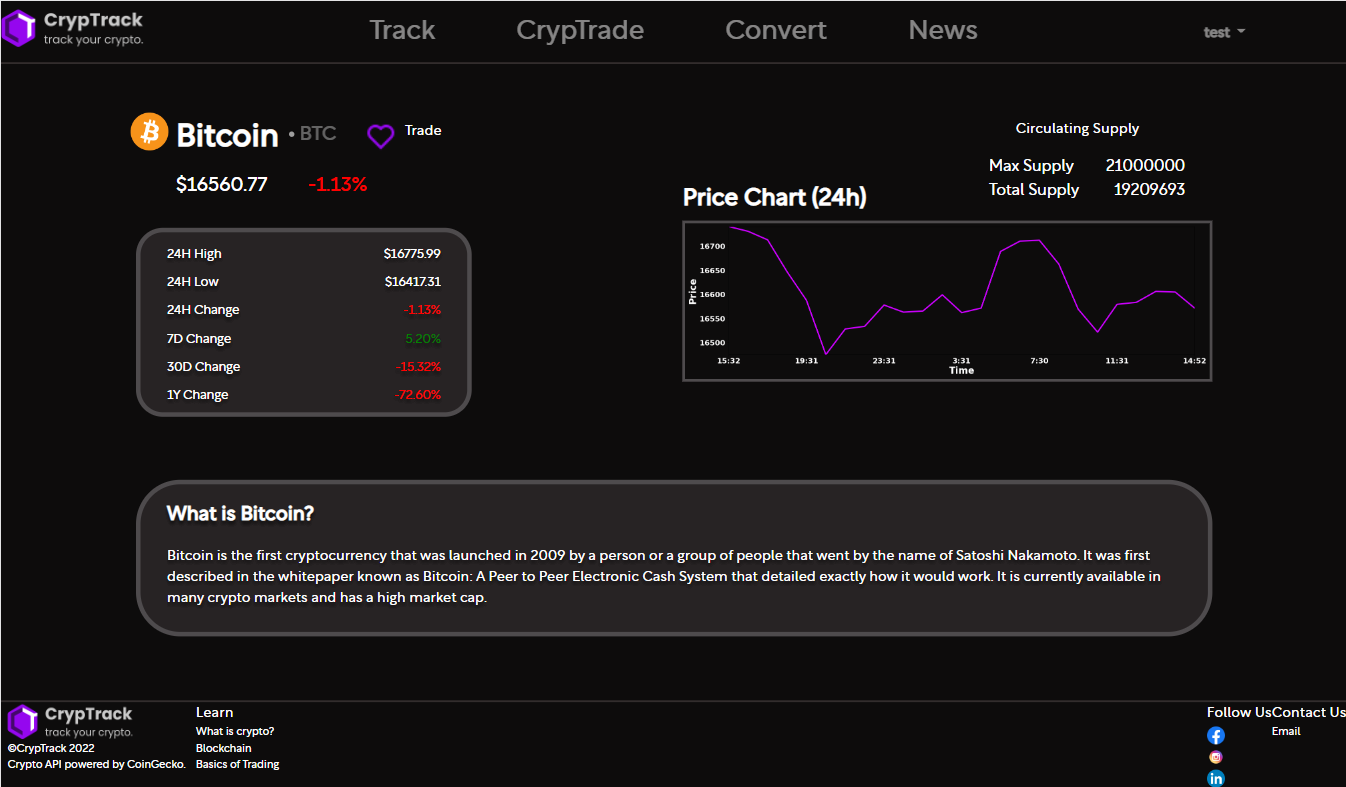 CrypTrack
track your crypto.
Track CrypTrade Convert News
test
Bitcoin • BTC
Trade
$16560.77 -1.13%
24H High $16775.99
24H Low $16417.31
24H Change -1.13%
7D Change 5.20%
30D Change -15.32%
1Y Change -72.60%
Circulating Supply
Max Supply 21000000
Total Supply 19209693
Price Chart (24h)
16700
16650
16600
16550
16500
Price
15:32 19:31 23:31 3:31 7:30 11:31 14:52
Time
What is Bitcoin?
Bitcoin is the first cryptocurrency that was launched in 2009 by a person or a group of people that went by the name of Satoshi Nakamoto. It was first
described in the whitepaper known as Bitcoin: A Peer to Peer Electronic Cash System that detailed exactly how it would work. It is currently available in
many crypto markets and has a high market cap.
CrypTrack
track your crypto.
©CrypTrack 2022
Crypto API powered by CoinGecko.
Learn
What is crypto?
Blockchain
Basics of Trading
Follow Us
Contact Us
Email